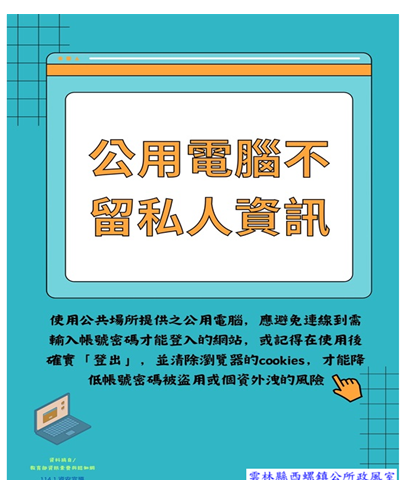 公用電腦不
留私人資訊
使用公共場所提供之公用電腦，應避免連線到需
輸入帳號密碼才能登入的網站，或記得在使用後
確實「登出」，並清除瀏覽器的cookies，才能降
低帳號密碼被盜用或個資外洩的風險
資料摘自/
雲林縣西螺鎮公所政風室